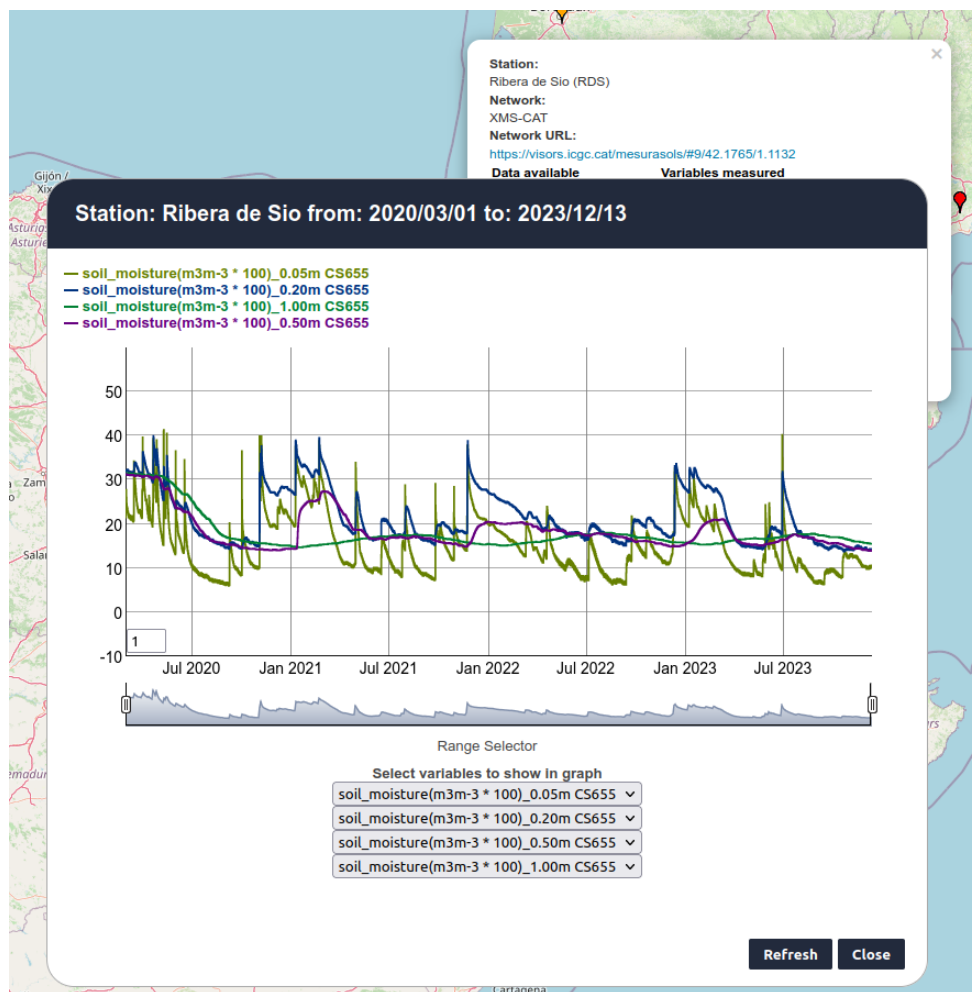 ×
Station:
Ribera de Sio (RDS)
Network:
XMS-CAT
Network URL:
https://visors.icgc.cat/mesurasols/#9/42.1765/1.1132
Data available Variables measured
Gijón /
Station: Ribera de Sio from: 2020/03/01 to: 2023/12/13
soil_moisture(m3m-3 * 100)_0.05m CS655
soil_moisture(m3m-3 * 100)_0.20m CS655
soil_moisture(m3m-3 * 100)_1.00m CS655
soil_moisture(m3m-3 * 100)_0.50m CS655
50
40
30
20
10
0
-10
1
Jul 2020 Jan 2021 Jul 2021 Jan 2022 Jul 2022 Jan 2023 Jul 2023
Range Selector
Select variables to show in graph
soil_moisture(m3m-3 * 100)_0.05m CS655
soil_moisture(m3m-3 * 100)_0.20m CS655
soil_moisture(m3m-3 * 100)_0.50m CS655
soil_moisture(m3m-3 * 100)_1.00m CS655
Refresh Close
Cartagena